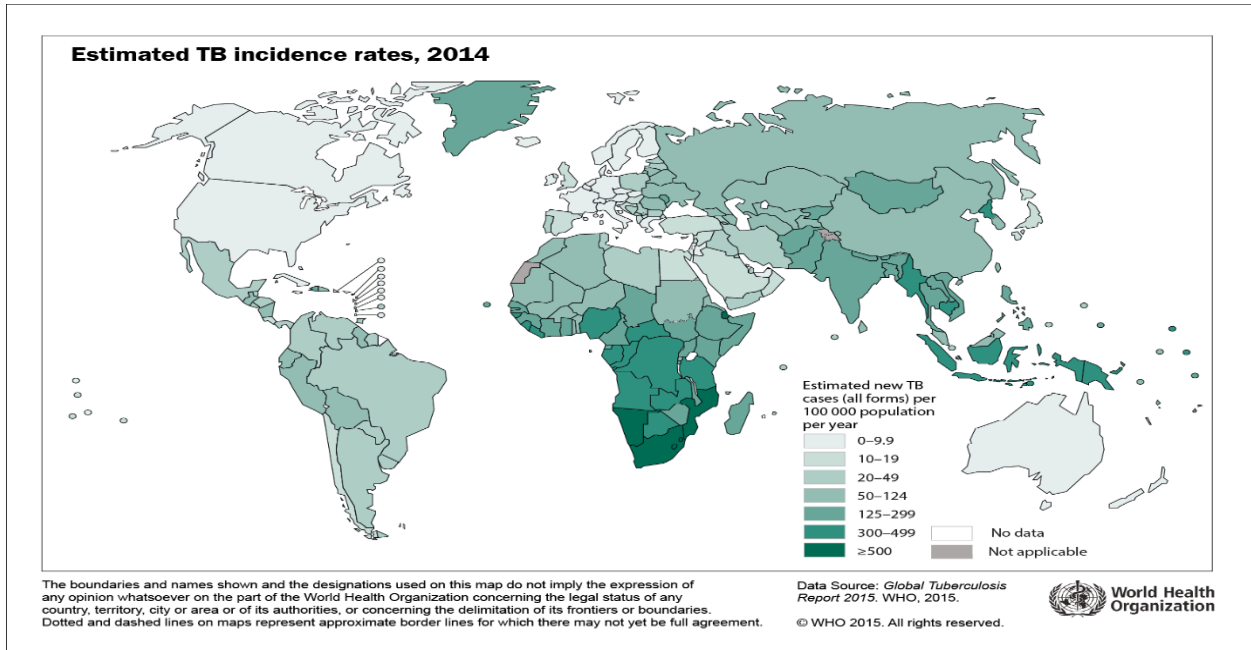 Estimated TB incidence rates, 2014
Estimated new TB
cases (all forms) per
100 000 population
per year
0–9.9
10–19
20–49
50–124
125–299
300–499
≥500
No data
Not applicable
The boundaries and names shown and the designations used on this map do not imply the expression of
any opinion whatsoever on the part of the World Health Organization concerning the legal status of any
country, territory, city or area or of its authorities, or concerning the delimitation of its frontiers or boundaries.
Dotted and dashed lines on maps represent approximate border lines for which there may not yet be full agreement.
Data Source: Global Tuberculosis
Report 2015. WHO, 2015.
© WHO 2015. All rights reserved.
World Health
Organization